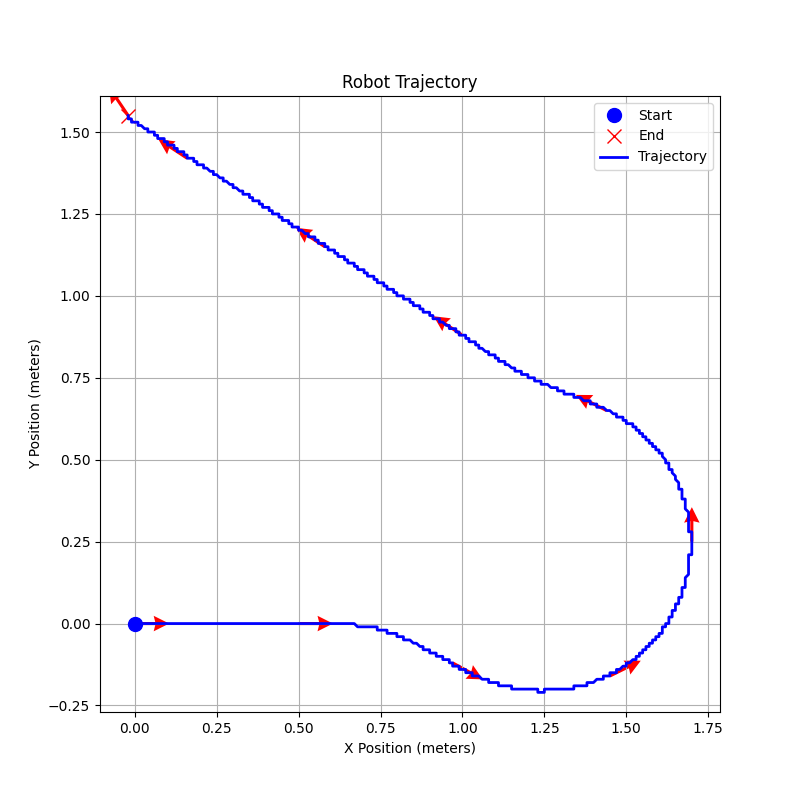 Robot Trajectory
Start
End
Trajectory
1.50
1.25
1.00
0.75
0.50
0.25
0.00
−0.25
Y Position (meters)
0.00 0.25 0.50 0.75 1.00 1.25 1.50 1.75
X Position (meters)